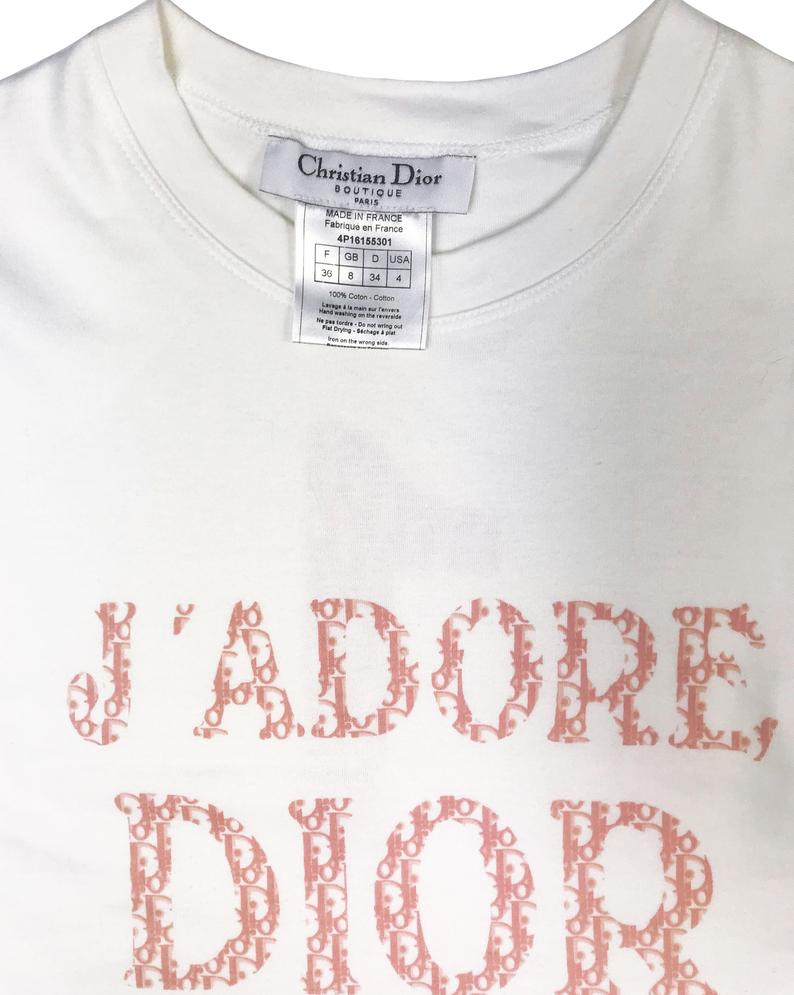 Christian Dior
BOUTIQUE
PARIS
MADE IN FRANCE
Fabrique en France
4P16155301
F GB D USA
36 8 34 4
100% Coton - Cotton
Lavage à la main sur l'envers
Hand washing on the reverside
Ne pas tordre - Do not wring out
Flat Drying - Séchage à plat
Iron on the wrong side.
J'ADORE,
DIOR